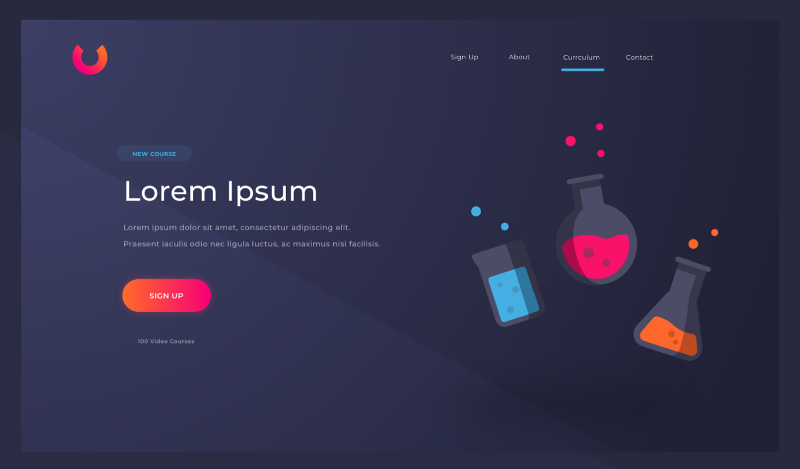 Sign Up
About
Currculum
Contact
NEW COURSE
Lorem Ipsum
Lorem ipsum dolor sit amet, consectetur adipiscing elit.
Praesent iaculis odio nec ligula luctus, ac maximus nisi facilisis.
SIGN UP
100 Video Courses